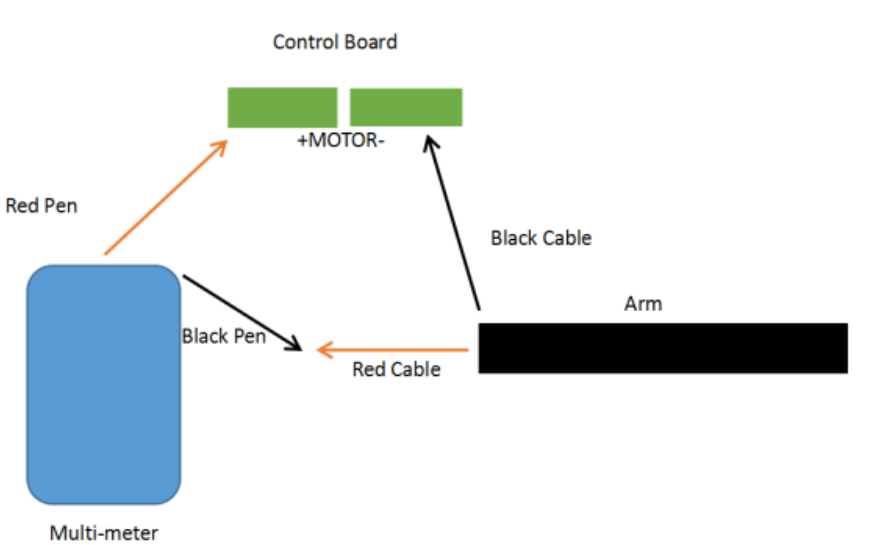 Control Board
+MOTOR-
Red Pen
Black Cable
Arm
Black Pen
Red Cable
Multi-meter